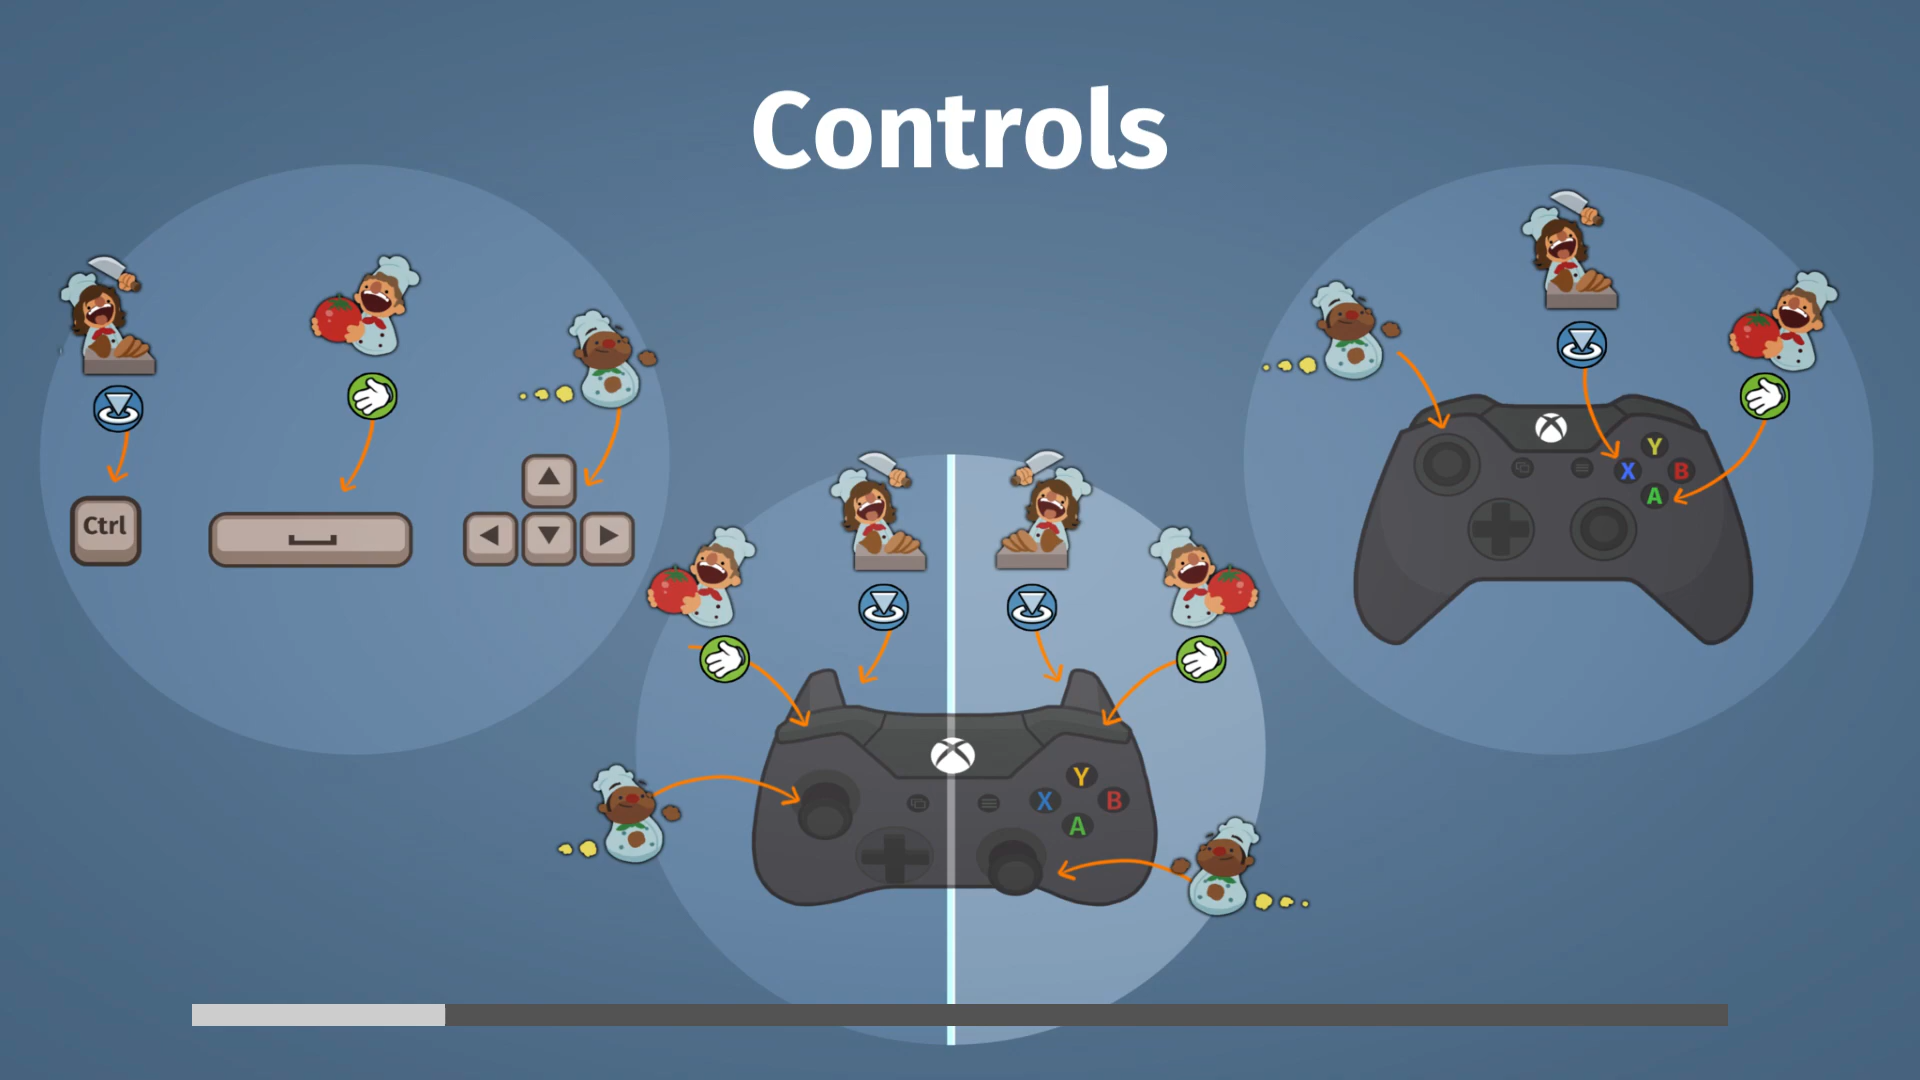 Controls
Ctrl
Y
X B
A
Y
X B
A